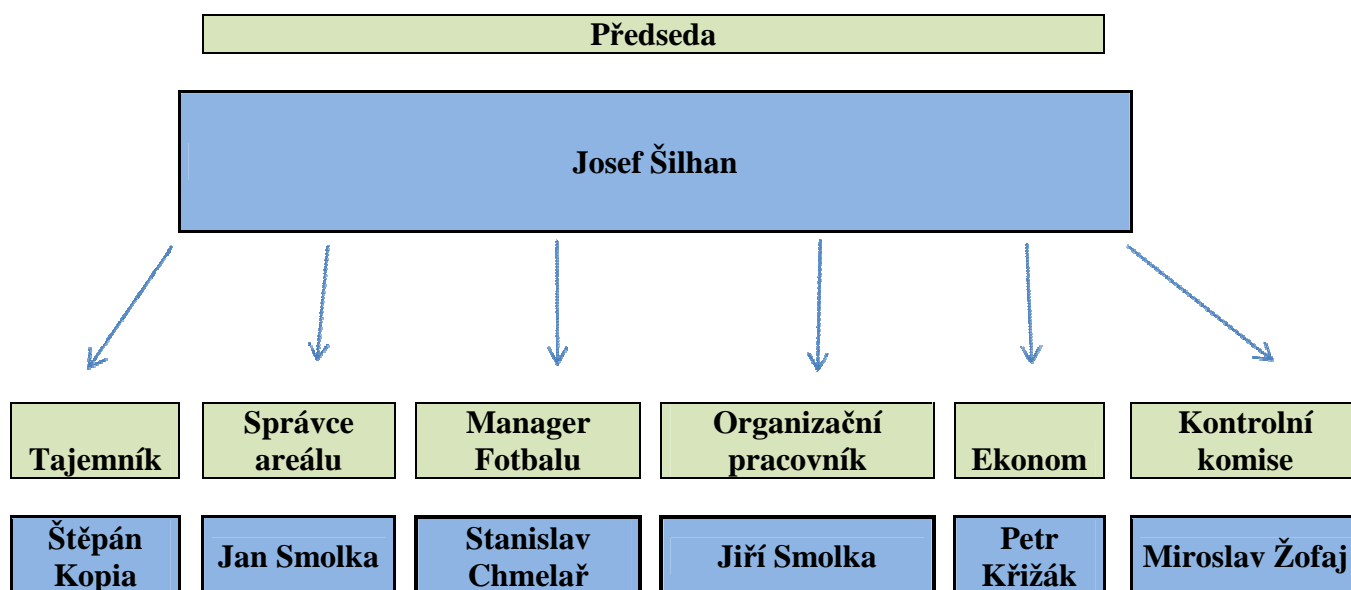 Předseda
Josef Šilhan
Tajemník
Správce
areálu
Manager
Fotbalu
Organizační
pracovník
Ekonom
Kontrolní
komise
Štěpán
Kopia
Jan Smolka
Stanislav
Chmelař
Jiří Smolka
Petr
Křižák
Miroslav Žofaj